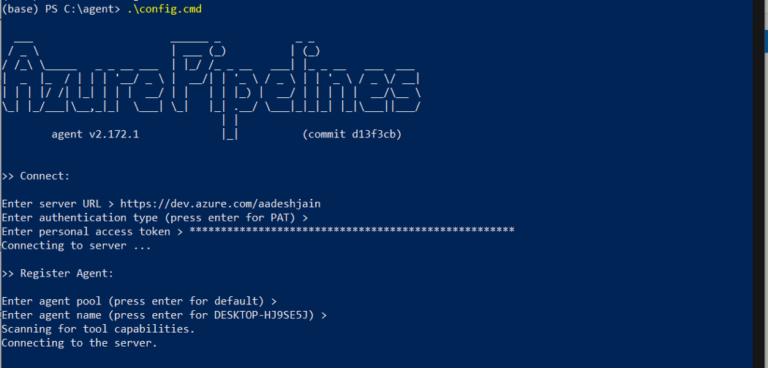 (base) PS C:\agent> .\config.cmd
AzurePipelines
agent v2.172.1 (commit d13f3cb)
>> Connect:
Enter server URL > https://dev.azure.com/aadeshjain
Enter authentication type (press enter for PAT) >
Enter personal access token > ****************************************************
Connecting to server ...
>> Register Agent:
Enter agent pool (press enter for default) >
Enter agent name (press enter for DESKTOP-HJ9SE5J) >
Scanning for tool capabilities.
Connecting to the server.